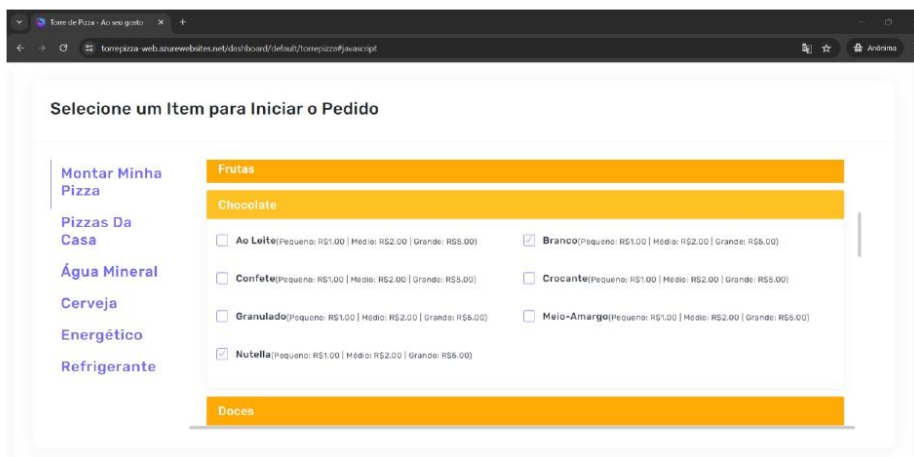 Torre de Pizza - Ao seu gosto
torrepizza-web.azurewebsites.net/dashboard/default/torrepizza#javascript
Anônima
Selecione um Item para Iniciar o Pedido
Montar Minha
Pizza
Pizzas Da
Casa
Água Mineral
Cerveja
Energético
Refrigerante
Frutas
Chocolate
Ao Leite(Pequeno: R$1.00 | Médio: R$2.00 | Grande: R$5.00)
Branco(Pequeno: R$1.00 | Médio: R$2.00 | Grande: R$5.00)
Confete(Pequeno: R$1.00 | Médio: R$2.00 | Grande: R$5.00)
Crocante(Pequeno: R$1.00 | Médio: R$2.00 | Grande: R$5.00)
Granulado(Pequeno: R$1.00 | Médio: R$2.00 | Grande: R$5.00)
Meio-Amargo(Pequeno: R$1.00 | Médio: R$2.00 | Grande: R$5.00)
Nutella(Pequeno: R$1.00 | Médio: R$2.00 | Grande: R$5.00)
Doces